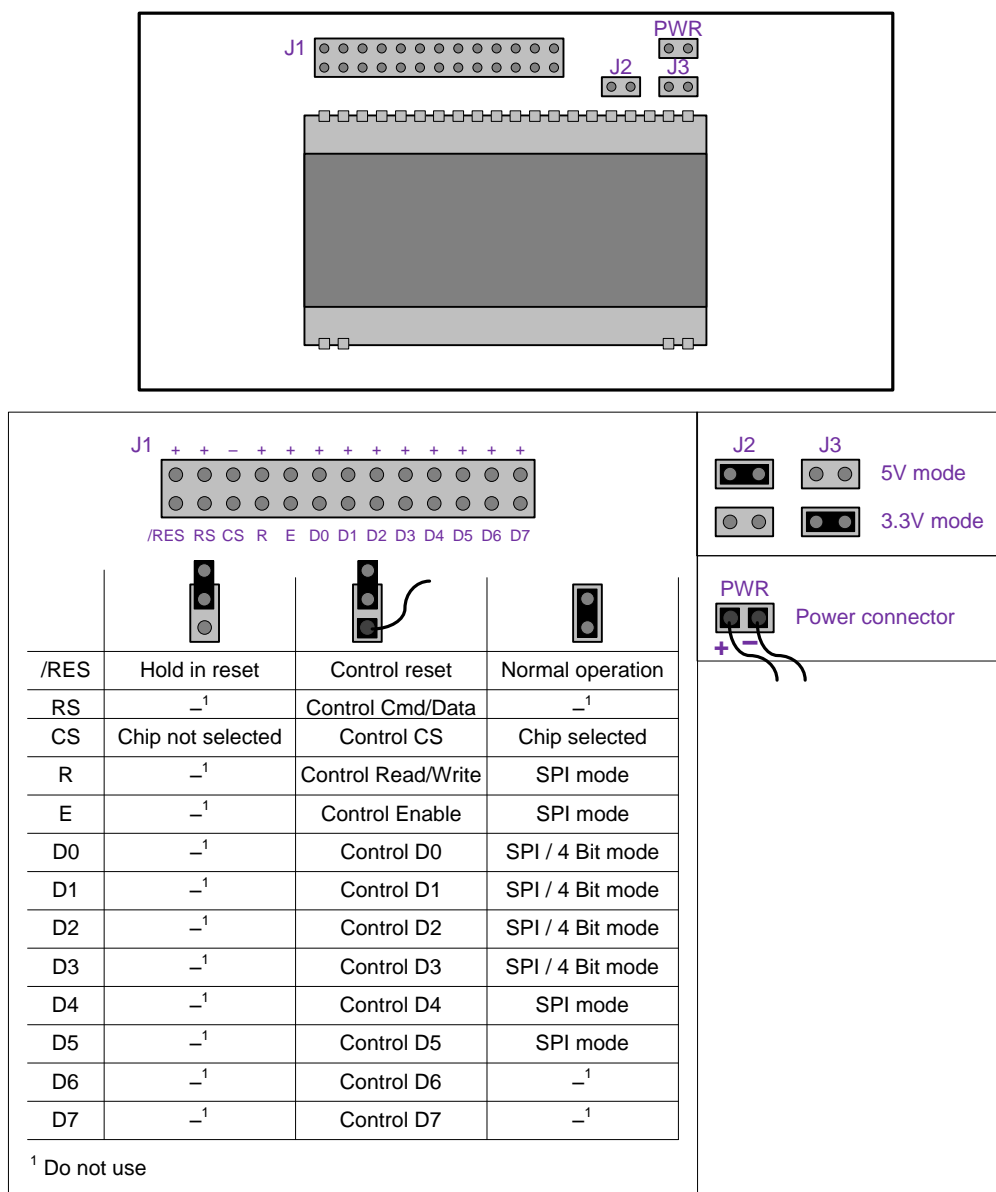 PWR
J1
J2 J3
J1 + + – + + + + + + + + + +
/RES RS CS R E D0 D1 D2 D3 D4 D5 D6 D7
/RES Hold in reset Control reset Normal operation
RS –1 Control Cmd/Data –1
CS Chip not selected Control CS Chip selected
R –1 Control Read/Write SPI mode
E –1 Control Enable SPI mode
D0 –1 Control D0 SPI / 4 Bit mode
D1 –1 Control D1 SPI / 4 Bit mode
D2 –1 Control D2 SPI / 4 Bit mode
D3 –1 Control D3 SPI / 4 Bit mode
D4 –1 Control D4 SPI mode
D5 –1 Control D5 SPI mode
D6 –1 Control D6 –1
D7 –1 Control D7 –1
1 Do not use
J2 J3
5V mode
3.3V mode
PWR
Power connector
+ –